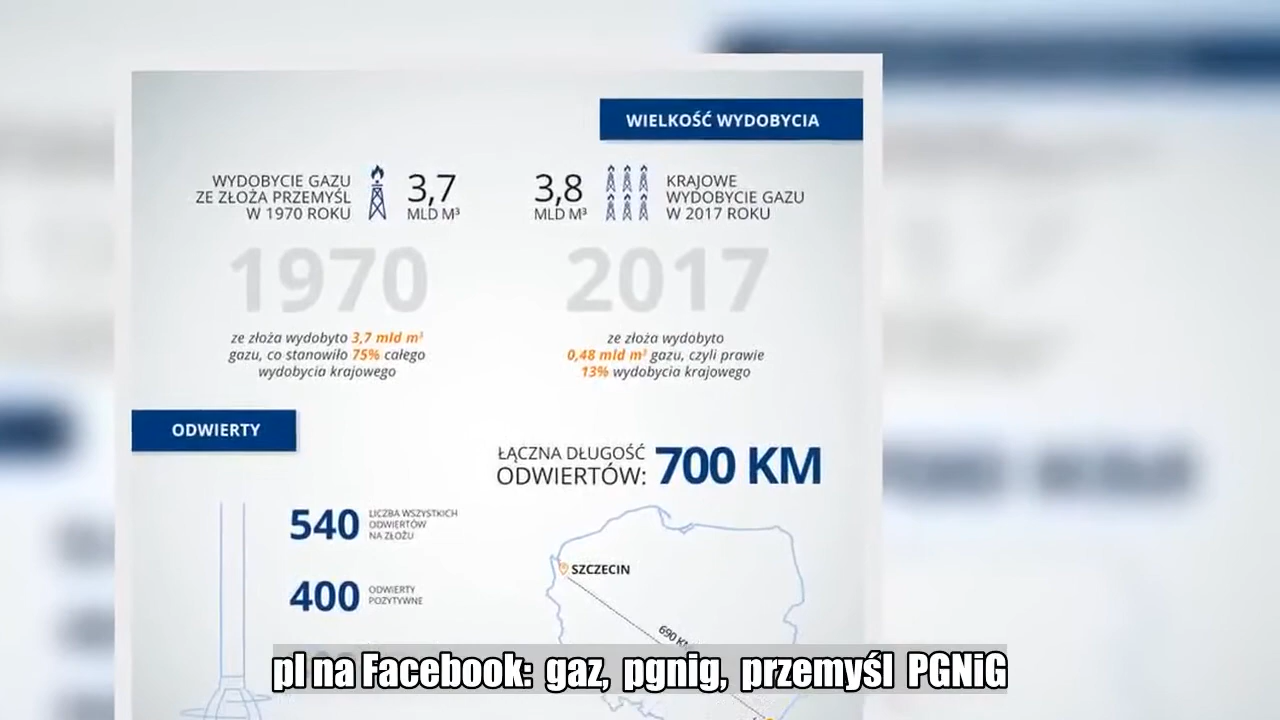 WIELKOŚĆ WYDOBYCIA
WYDOBYCIE GAZU
ZE ZŁOŻA PRZEMYŚL
W 1970 ROKU
3,7
MLD M³
3,8
MLD M³
KRAJOWE
WYDOBYCIE GAZU
W 2017 ROKU
1970
2017
ze złoża wydobyto 3,7 mld m³
gazu, co stanowiło 75% całego
wydobycia krajowego
ze złoża wydobyto
0,48 mld m³ gazu, czyli prawie
13% wydobycia krajowego
ODWIERTY
ŁĄCZNA DŁUGOŚĆ
ODWIERTÓW:
700 KM
540
LICZBA WSZYSTKICH
ODWIERTÓW
NA ZŁOŻU
400
ODWIERTY
POZYTYWNE
SZCZECIN
690 KM
pl na Facebook: gaz, pgnig, przemyśl PGNiG